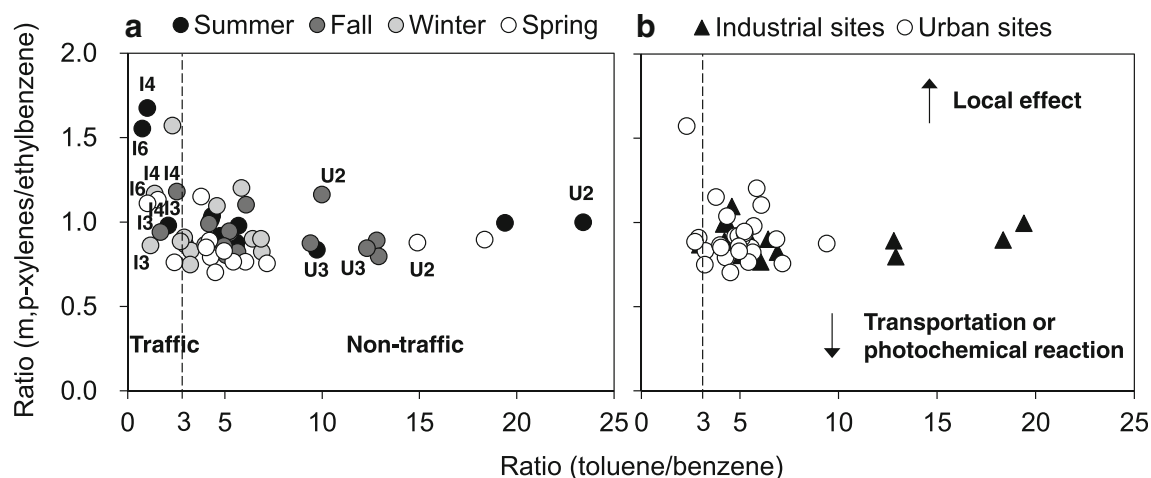 a Summer Fall Winter Spring
b Industrial sites Urban sites
Ratio (m,p-xylenes/ethylbenzene)
2.0
1.5
1.0
0.5
0.0
I4
I6
I4 I4
I6
I4 I3
I3
I3
U2
U2
U3
U3
U2
Traffic
Non-traffic
0 3 5 10 15 20 25
Local effect
Transportation or
photochemical reaction
0 3 5 10 15 20 25
Ratio (toluene/benzene)